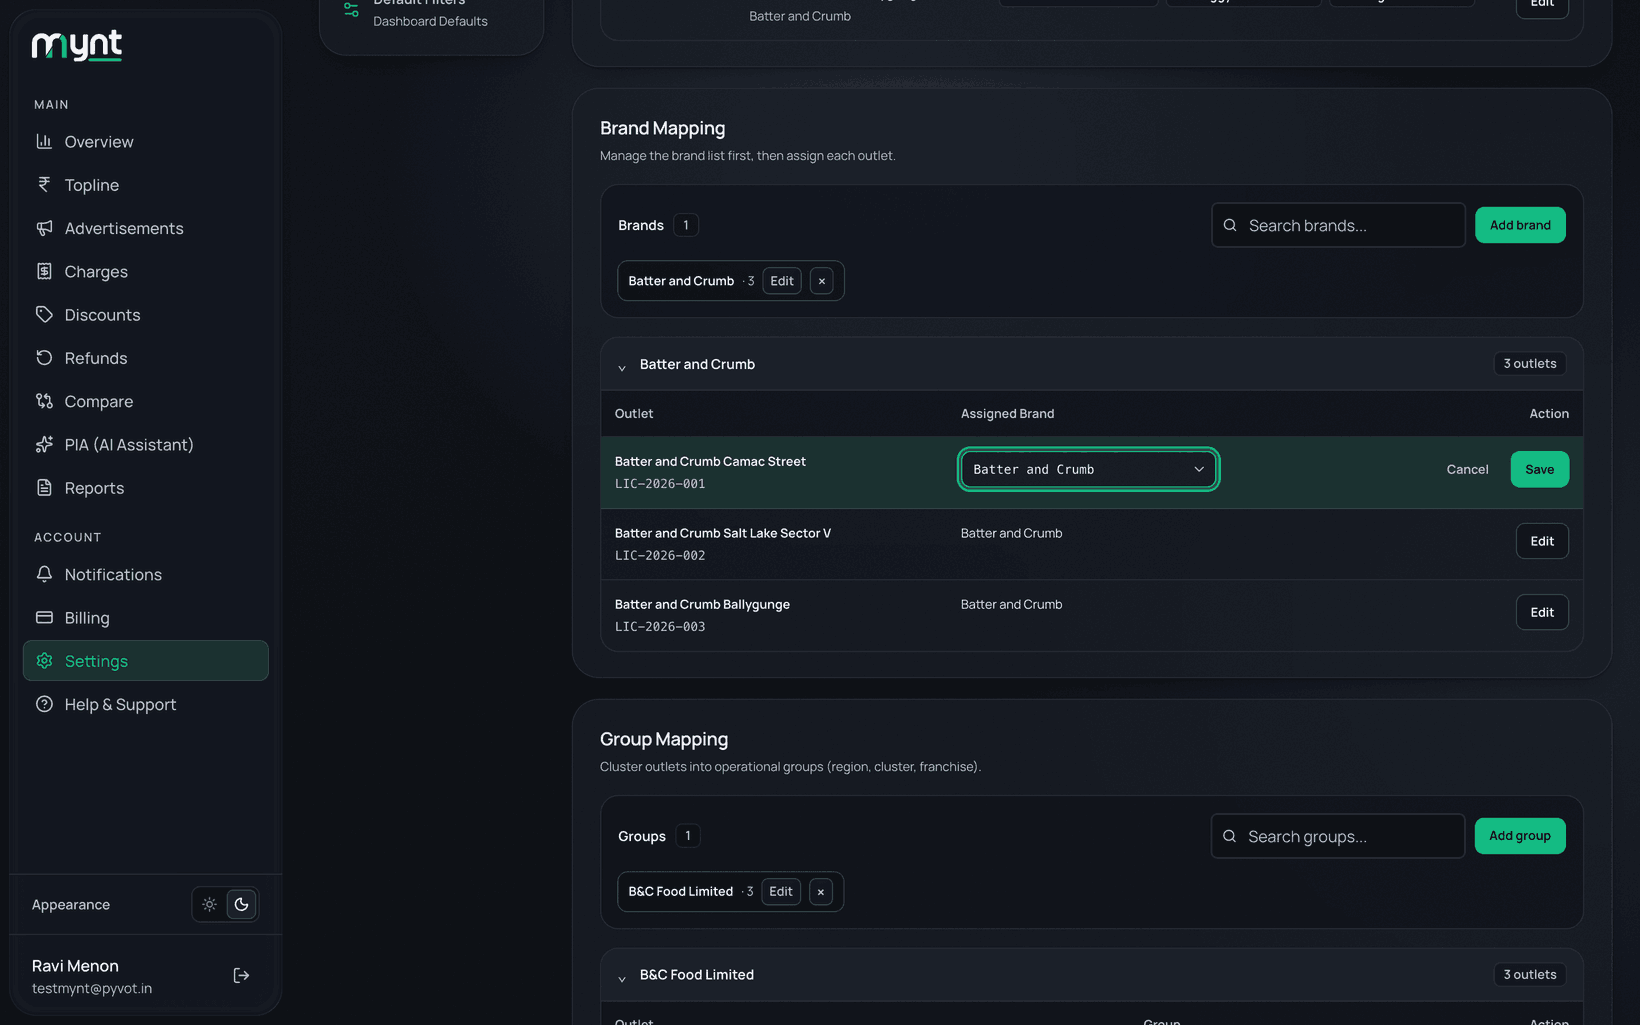 mynt
MAIN
Overview
Topline
Advertisements
Charges
Discounts
Refunds
Compare
PIA (AI Assistant)
Reports
ACCOUNT
Notifications
Billing
Settings
Help & Support
Appearance
Ravi Menon
testmynt@pyvot.in
Default Filters
Dashboard Defaults
Batter and Crumb
Edit
Brand Mapping
Manage the brand list first, then assign each outlet.
Brands 1
Search brands...
Add brand
Batter and Crumb · 3 Edit ×
Batter and Crumb
3 outlets
Outlet Assigned Brand Action
Batter and Crumb Camac Street
LIC-2026-001
Batter and Crumb
Cancel Save
Batter and Crumb Salt Lake Sector V
LIC-2026-002
Batter and Crumb
Edit
Batter and Crumb Ballygunge
LIC-2026-003
Batter and Crumb
Edit
Group Mapping
Cluster outlets into operational groups (region, cluster, franchise).
Groups 1
Search groups...
Add group
B&C Food Limited · 3 Edit ×
B&C Food Limited
3 outlets
Outlet Group Action